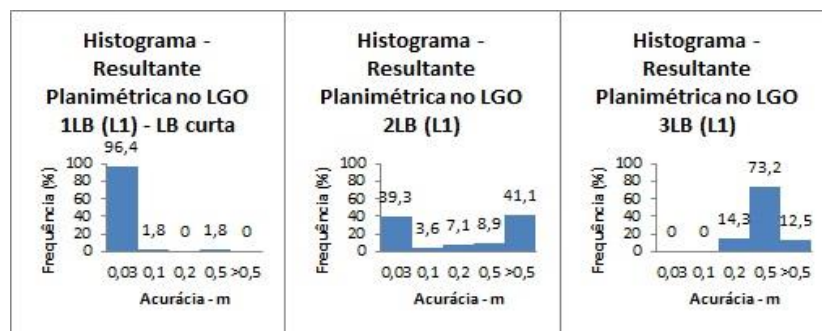 Histograma -
Resultante
Planimétrica no LGO
1LB (L1) - LB curta
96,4
100
80
60
40
20
0
Frequência (%)
1,8
0
1,8
0
0,03
0,1
0,2
0,5
>0,5
Acurácia - m
Histograma -
Resultante
Planimétrica no LGO
2LB (L1)
100
80
60
40
20
0
Frequência (%)
39,3
3,6
7,1
8,9
41,1
0,03
0,1
0,2
0,5
>0,5
Acurácia - m
Histograma -
Resultante
Planimétrica no LGO
3LB (L1)
100
80
60
40
20
0
Frequência (%)
0
0
14,3
73,2
12,5
0,03
0,1
0,2
0,5
>0,5
Acurácia - m